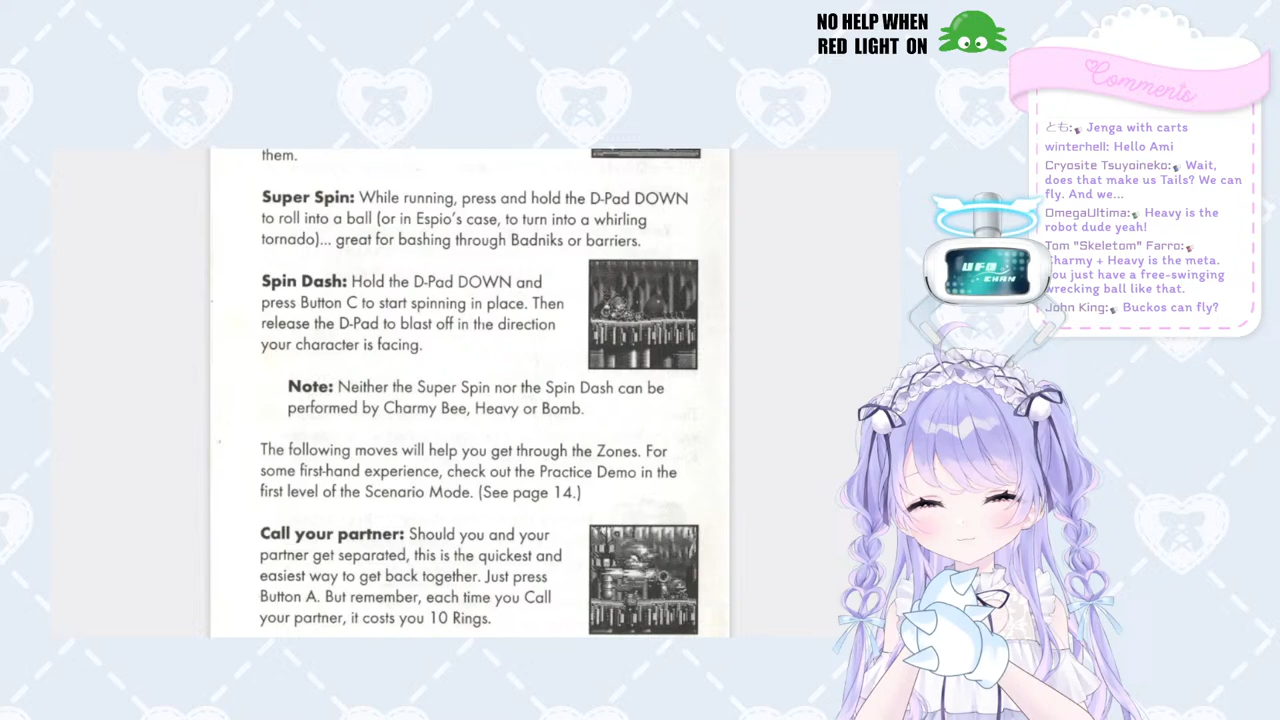 NO HELP WHEN
RED LIGHT ON
Comments
とも: Jenga with carts
winterhell: Hello Ami
Cryosite Tsuyoineko: Wait,
does that make us Tails? We can
fly. And we...
OmegaUltima: Heavy is the
robot dude yeah!
Tom "Skeletom" Farro:
Charmy + Heavy is the meta.
You just have a free-swinging
wrecking ball like that.
John King: Buckos can fly?
UFO
CHAN
them.
Super Spin: While running, press and hold the D-Pad DOWN
to roll into a ball (or in Espio's case, to turn into a whirling
tornado)... great for bashing through Badniks or barriers.
Spin Dash: Hold the D-Pad DOWN and
press Button C to start spinning in place. Then
release the D-Pad to blast off in the direction
your character is facing.
Note: Neither the Super Spin nor the Spin Dash can be
performed by Charmy Bee, Heavy or Bomb.
The following moves will help you get through the Zones. For
some first-hand experience, check out the Practice Demo in the
first level of the Scenario Mode. (See page 14.)
Call your partner: Should you and your
partner get separated, this is the quickest and
easiest way to get back together. Just press
Button A. But remember, each time you Call
your partner, it costs you 10 Rings.